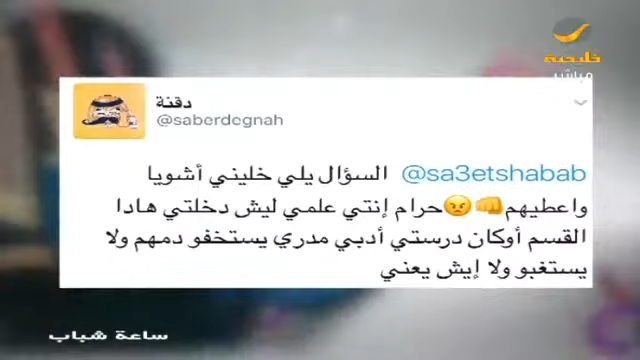 خليجية
مباشر
دقنة
@saberdegnah
@sa3etshabab السؤال يلي خليني أشويا
واعطيهم👊😠حرام إنتي علمي ليش دخلتي هادا
القسم أوكان درستي أدبي مدري يستخفو دمهم ولا
يستغبو ولا إيش يعني
ساعة شباب